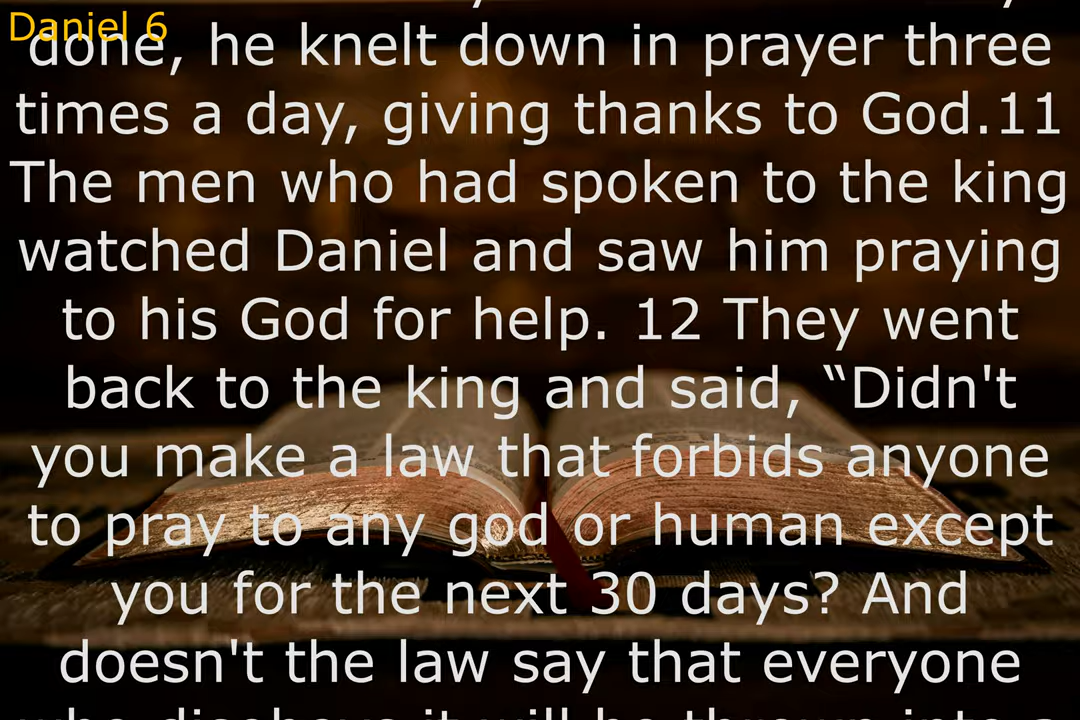 Daniel 6
done, he knelt down in prayer three
times a day, giving thanks to God.11
The men who had spoken to the king
watched Daniel and saw him praying
to his God for help. 12 They went
back to the king and said, “Didn't
you make a law that forbids anyone
to pray to any god or human except
you for the next 30 days? And
doesn't the law say that everyone